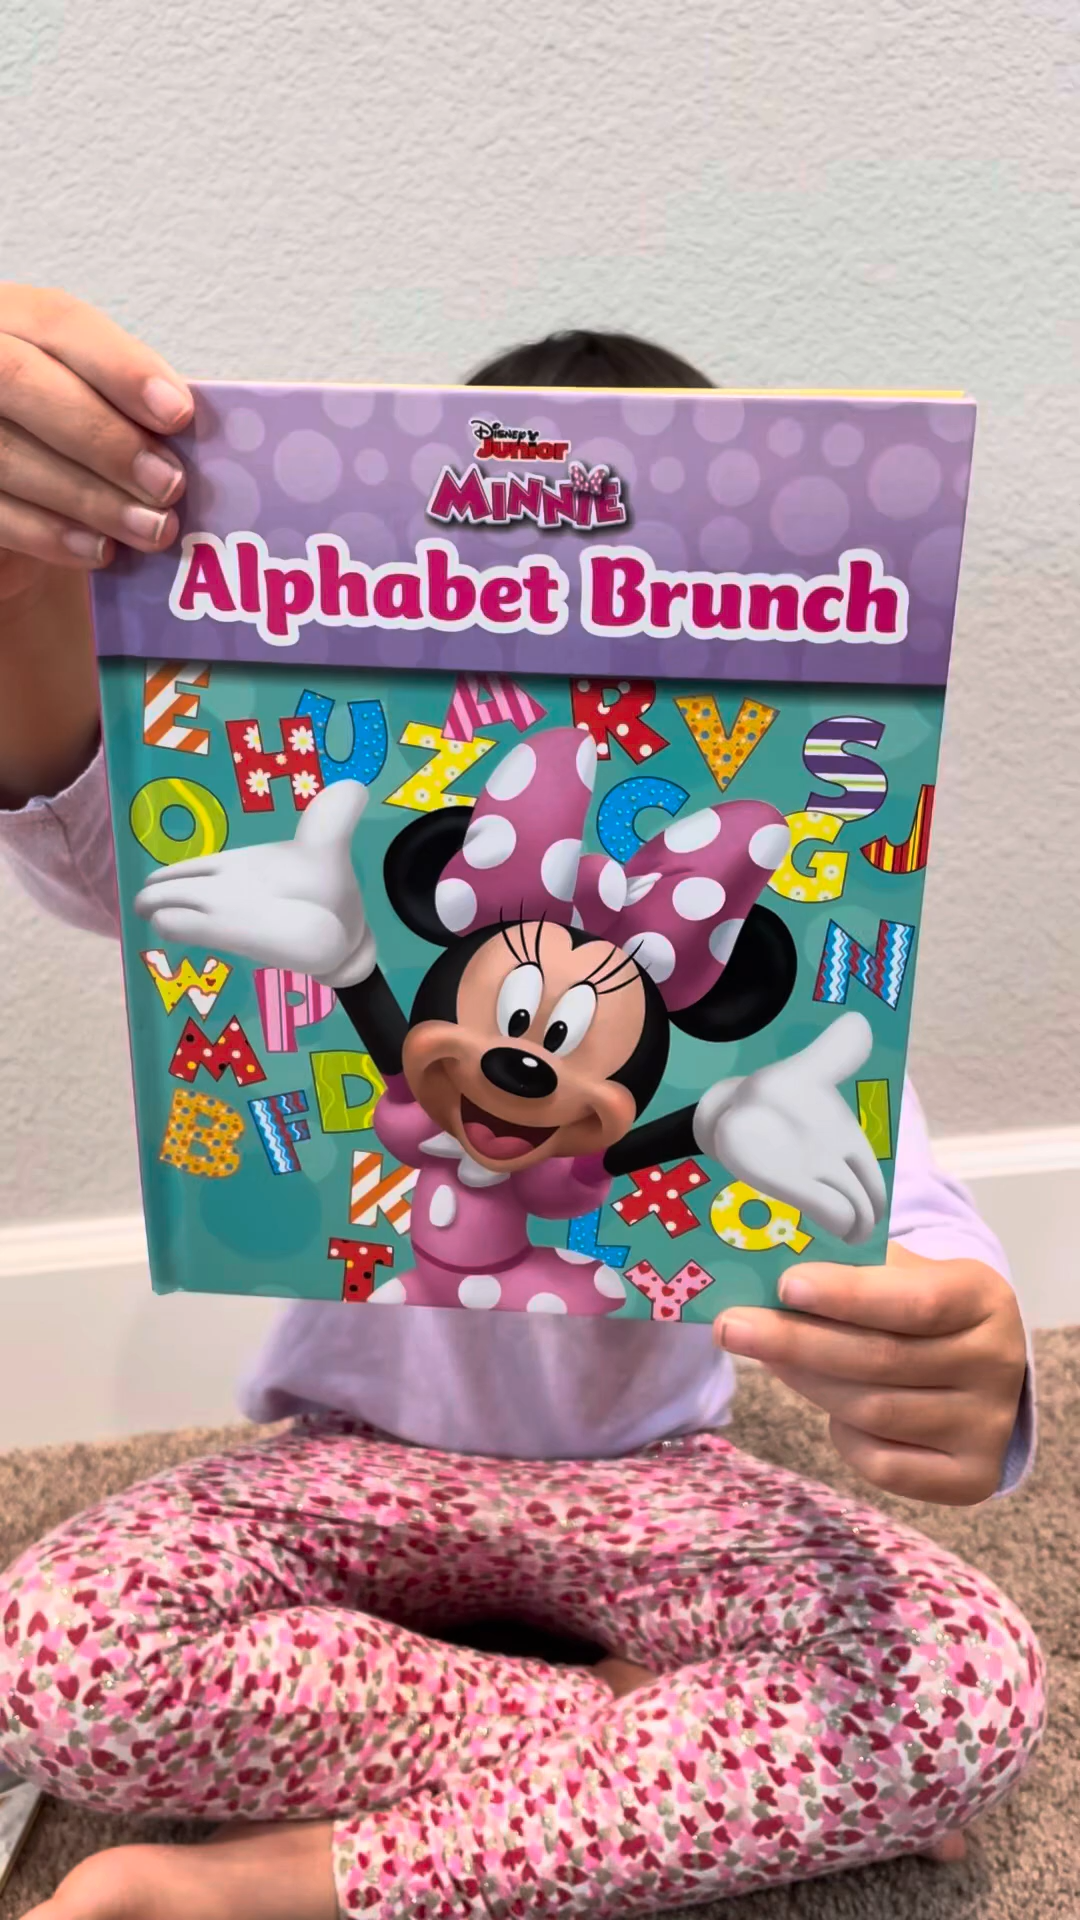 Disney
Junior
MINNIE
Alphabet Brunch
E H U Z A R V S
O C G J
W P N
M
B F D I
K X Q
T L Y